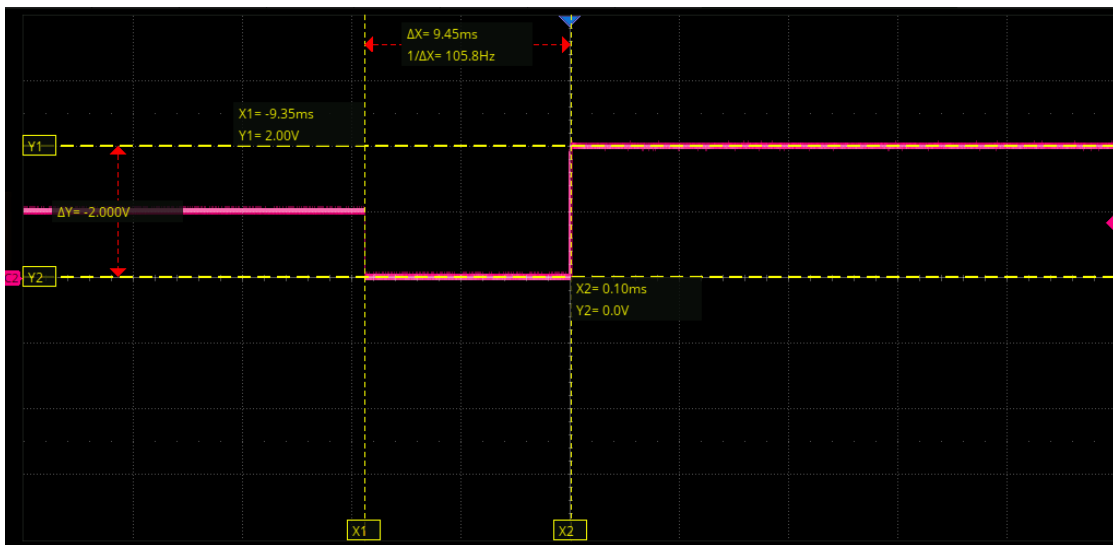 ΔX= 9.45ms
1/ΔX= 105.8Hz
X1= -9.35ms
Y1= 2.00V
Y1
ΔY= -2.000V
C2
Y2
X2= 0.10ms
Y2= 0.0V
X1
X2